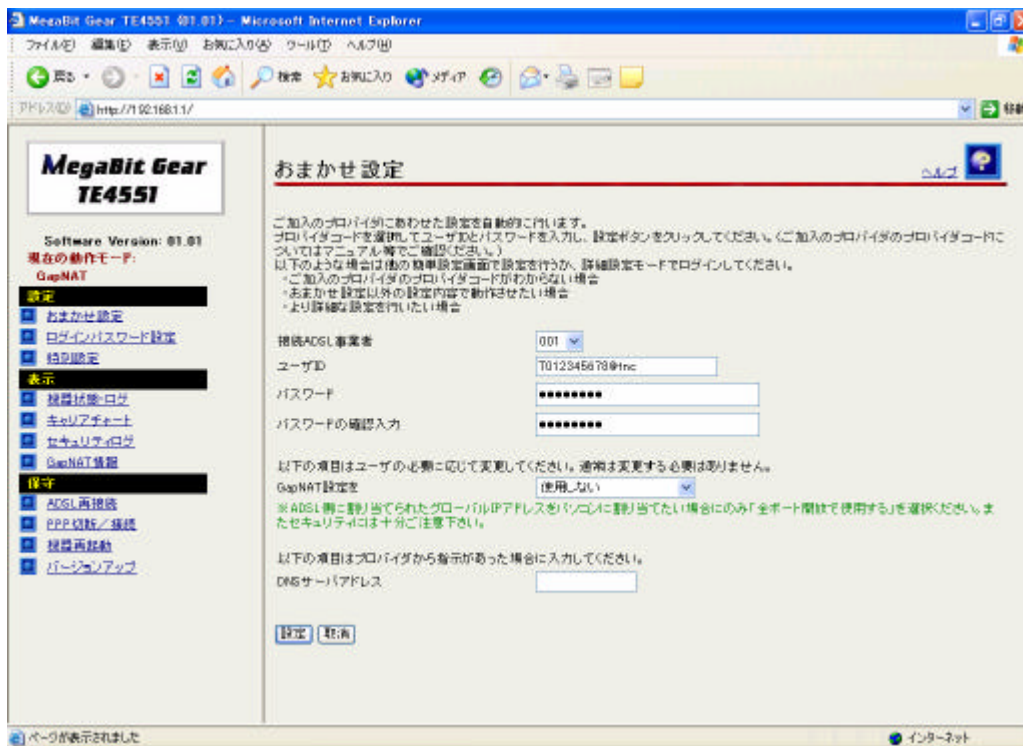 MegaBit Gear TE4551 (01.01) - Microsoft Internet Explorer
ファイル(F) 編集(E) 表示(V) お気に入り(A) ツール(T) ヘルプ(H)
戻る 検索 お気に入り メディア
アドレス(D) http://192.168.1.1/ 移動
MegaBit Gear
TE4551
Software Version: 01.01
現在の動作モード:
GapNAT
設定
おまかせ設定
ログインパスワード設定
特別設定
表示
機器状態・ログ
キャリアチャート
セキュリティログ
GapNAT情報
保守
ADSL再接続
PPP切断/接続
機器再起動
バージョンアップ
おまかせ設定
ヘルプ
ご加入のプロバイダにあわせた設定を自動的に行います。
プロバイダコードを選択してユーザIDとパスワードを入力し、設定ボタンをクリックしてください。(ご加入のプロバイダのプロバイダコードに
ついてはマニュアル等でご確認ください。)
以下のような場合は他の簡単設定画面で設定を行うか、詳細設定モードでログインしてください。
・ご加入のプロバイダのプロバイダコードがわからない場合
・おまかせ設定以外の設定内容で動作させたい場合
・より詳細な設定を行いたい場合
接続ADSL事業者 001
ユーザID T012345678@tnc
パスワード ●●●●●●●●
パスワードの確認入力 ●●●●●●●●
以下の項目はユーザの必要に応じて変更してください。通常は変更する必要はありません。
GapNAT設定を 使用しない
※ADSL側に割り当てられたグローバルIPアドレスをパソコンに割り当てたい場合にのみ「全ポート開放で使用する」を選択ください。ま
たセキュリティには十分ご注意下さい。
以下の項目はプロバイダから指示があった場合に入力してください。
DNSサーバアドレス
設定 取消
ページが表示されました インターネット